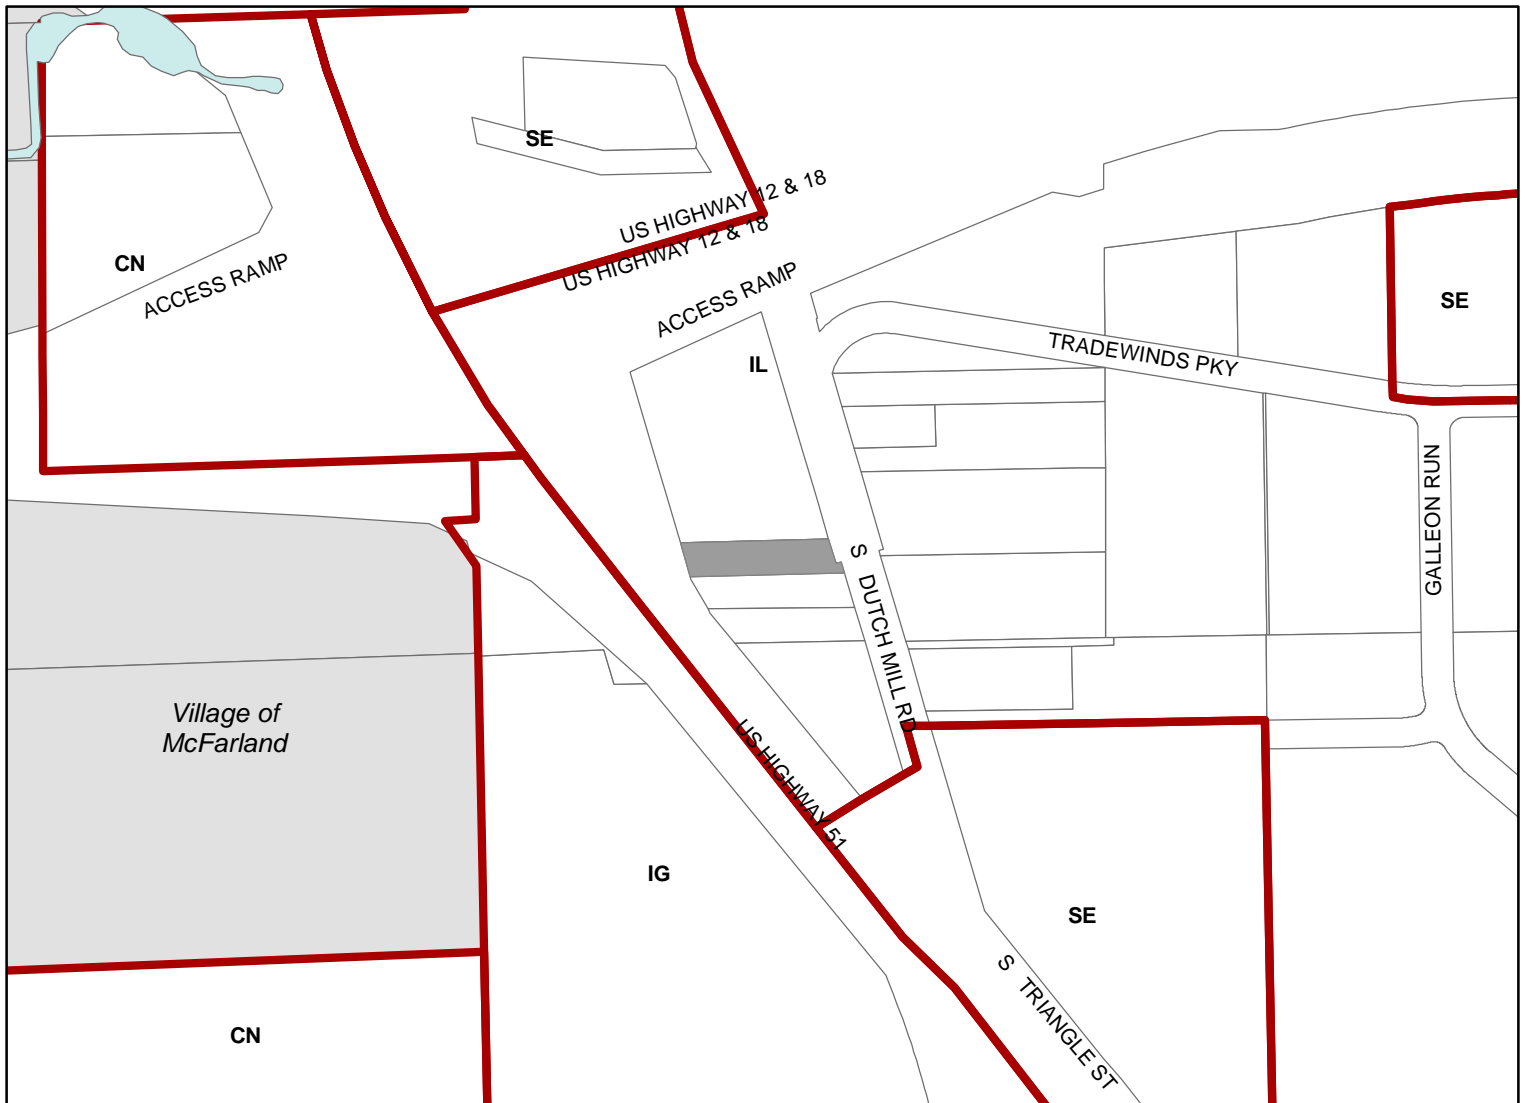 SE
US HIGHWAY 12 & 18
US HIGHWAY 12 & 18
CN
ACCESS RAMP
ACCESS RAMP
SE
TRADEWINDS PKY
IL
GALLEON RUN
S DUTCH MILL RD
Village of
McFarland
US HIGHWAY 51
IG
SE
S TRIANGLE ST
CN